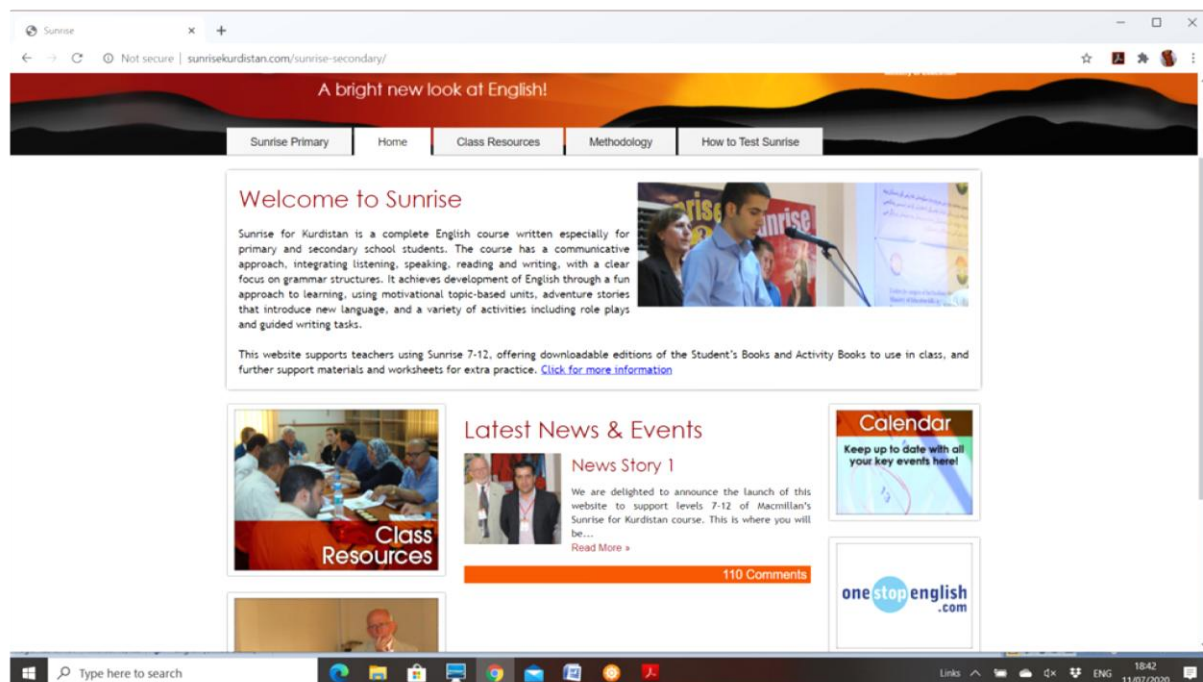 Sunrise
Not secure | sunrisekurdistan.com/sunrise-secondary/
A bright new look at English!
Sunrise Primary
Home
Class Resources
Methodology
How to Test Sunrise
Welcome to Sunrise
Sunrise for Kurdistan is a complete English course written especially for
primary and secondary school students. The course has a communicative
approach, integrating listening, speaking, reading and writing, with a clear
focus on grammar structures. It achieves development of English through a fun
approach to learning, using motivational topic-based units, adventure stories
that introduce new language, and a variety of activities including role plays
and guided writing tasks.
This website supports teachers using Sunrise 7-12, offering downloadable editions of the Student's Books and Activity Books to use in class, and
further support materials and worksheets for extra practice. Click for more information
Class
Resources
Latest News & Events
News Story 1
We are delighted to announce the launch of this
website to support levels 7-12 of Macmillan's
Sunrise for Kurdistan course. This is where you will
be...
Read More »
110 Comments
Calendar
Keep up to date with all
your key events here!
onestopenglish
.com
Type here to search
Links
ENG
18:42
11/07/2020